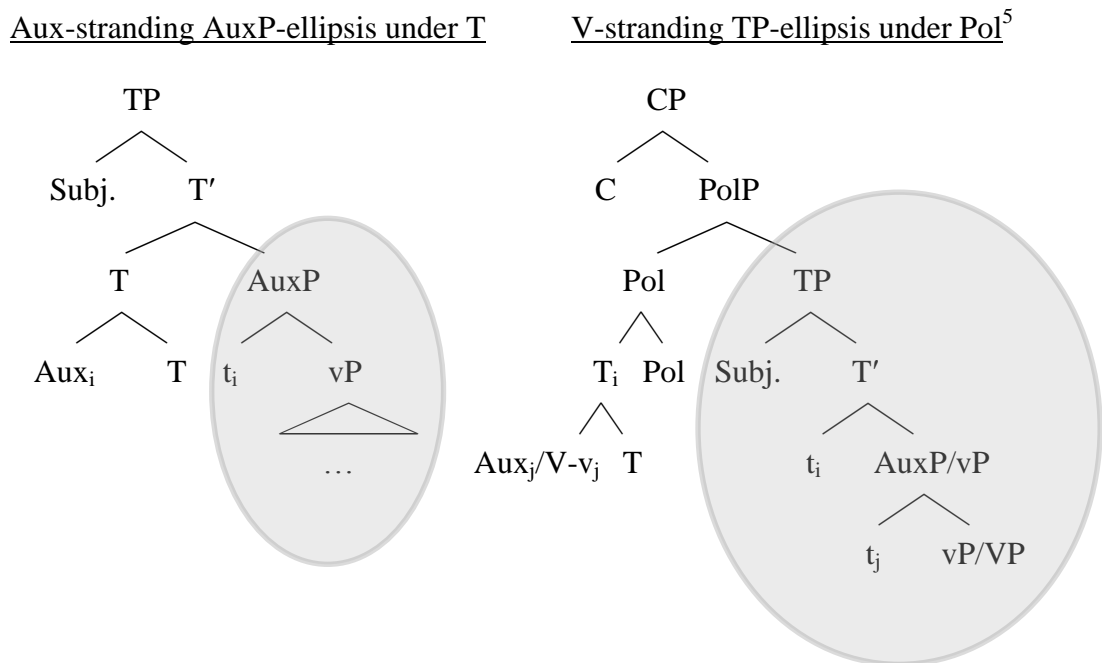 Aux-stranding AuxP-ellipsis under T V-stranding TP-ellipsis under Pol⁵
TP CP
Subj. T′ C PolP
T AuxP Pol TP
Auxᵢ T tᵢ vP Tᵢ Pol Subj. T′
… Auxⱼ/V-vⱼ T tᵢ AuxP/vP
tⱼ vP/VP